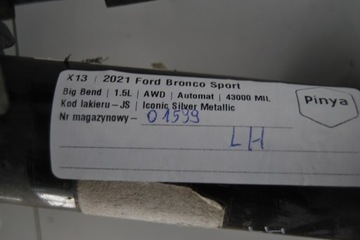 X13 | 2021 Ford Bronco Sport
Big Bend | 1.5L | AWD | Automat | 43000 MIL
Kod lakieru – JS | Iconic Silver Metallic
Nr magazynowy – 01599
LH
Pinya